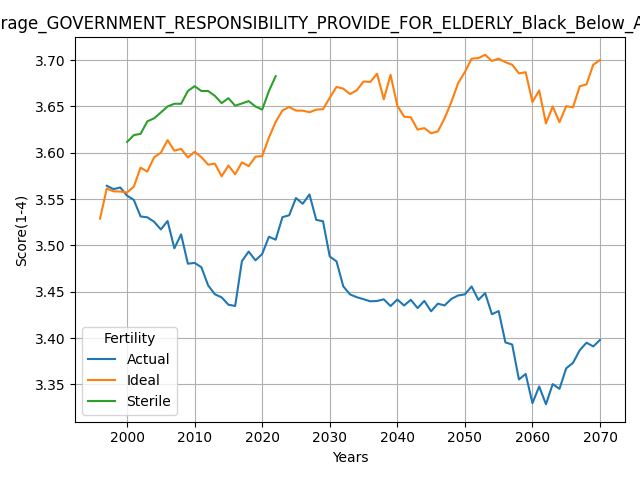 rage_GOVERNMENT_RESPONSIBILITY_PROVIDE_FOR_ELDERLY_Black_Below_A
3.70
3.65
3.60
3.55
3.50
3.45
3.40
3.35
Score(1-4)
Fertility
Actual
Ideal
Sterile
2000 2010 2020 2030 2040 2050 2060 2070
Years